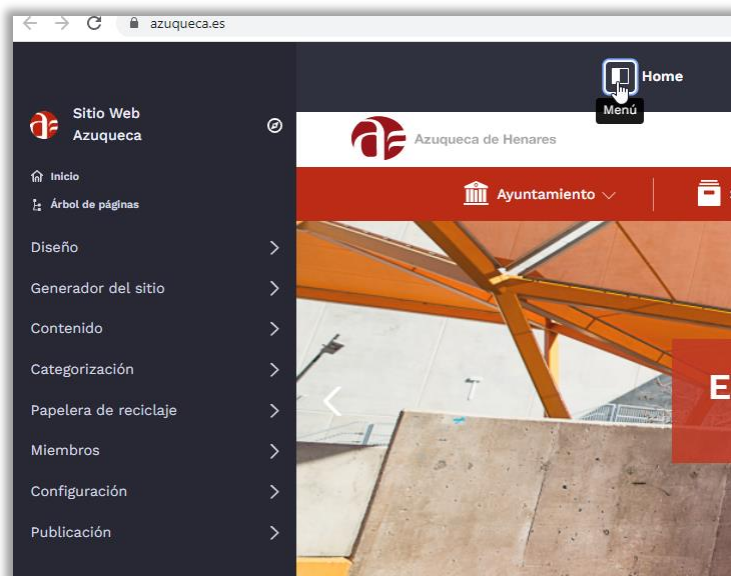 azuqueca.es
Home
Menú
Sitio Web
Azuqueca
Inicio
Árbol de páginas
Diseño
Generador del sitio
Contenido
Categorización
Papelera de reciclaje
Miembros
Configuración
Publicación
Azuqueca de Henares
Ayuntamiento
E